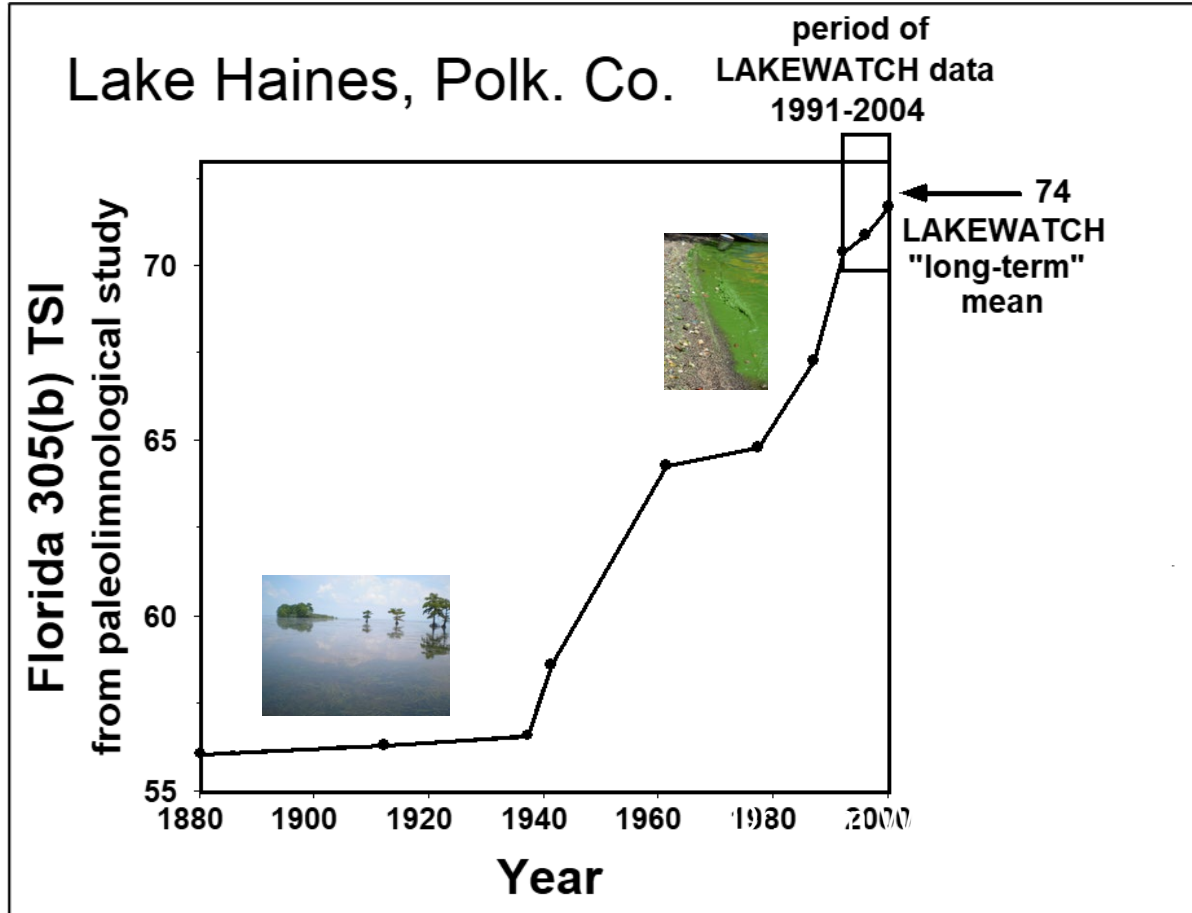 Lake Haines, Polk. Co.
period of
LAKEWATCH data
1991-2004
74
LAKEWATCH
"long-term"
mean
Florida 305(b) TSI
from paleolimnological study
70
65
60
55
1880
1900
1920
1940
1960
1980
2000
Year